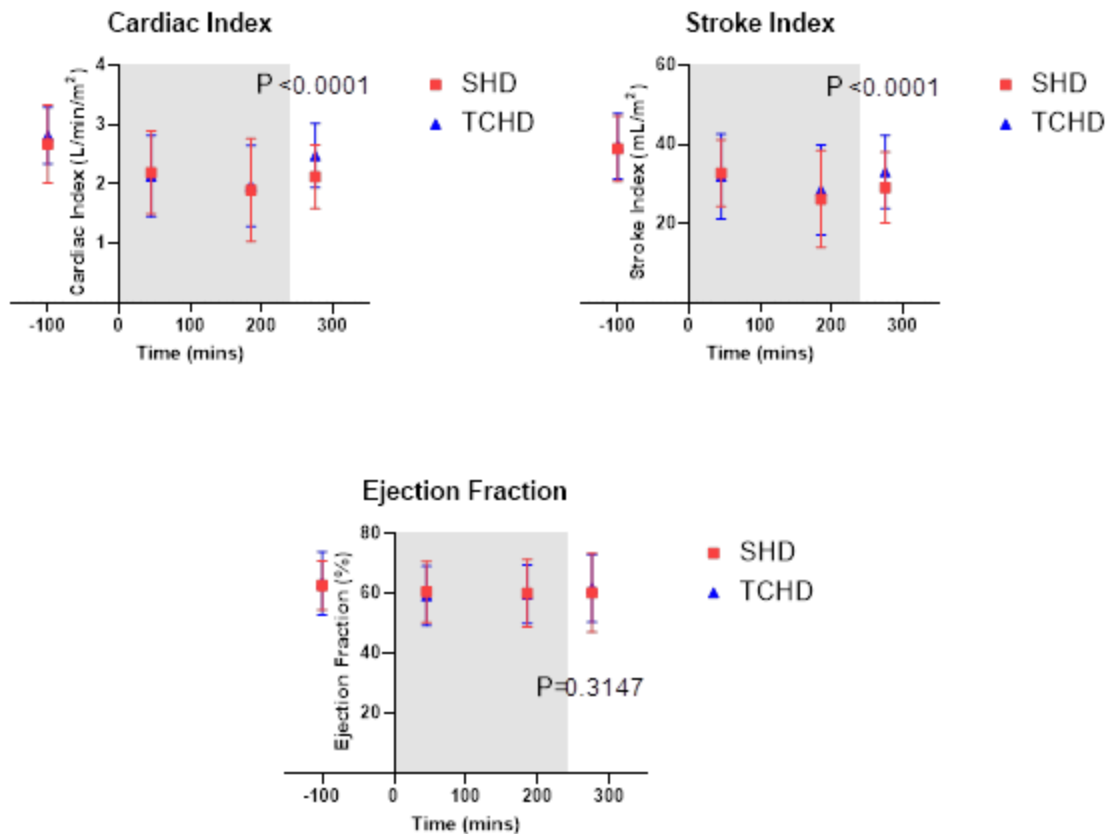 Cardiac Index
Cardiac Index (L/min/m²)
4
3
2
1
P <0.0001
SHD
TCHD
-100 0 100 200 300
Time (mins)
Stroke Index
Stroke Index (mL/m²)
60
40
20
P <0.0001
SHD
TCHD
-100 0 100 200 300
Time (mins)
Ejection Fraction
Ejection Fraction (%)
80
60
40
20
P=0.3147
SHD
TCHD
-100 0 100 200 300
Time (mins)